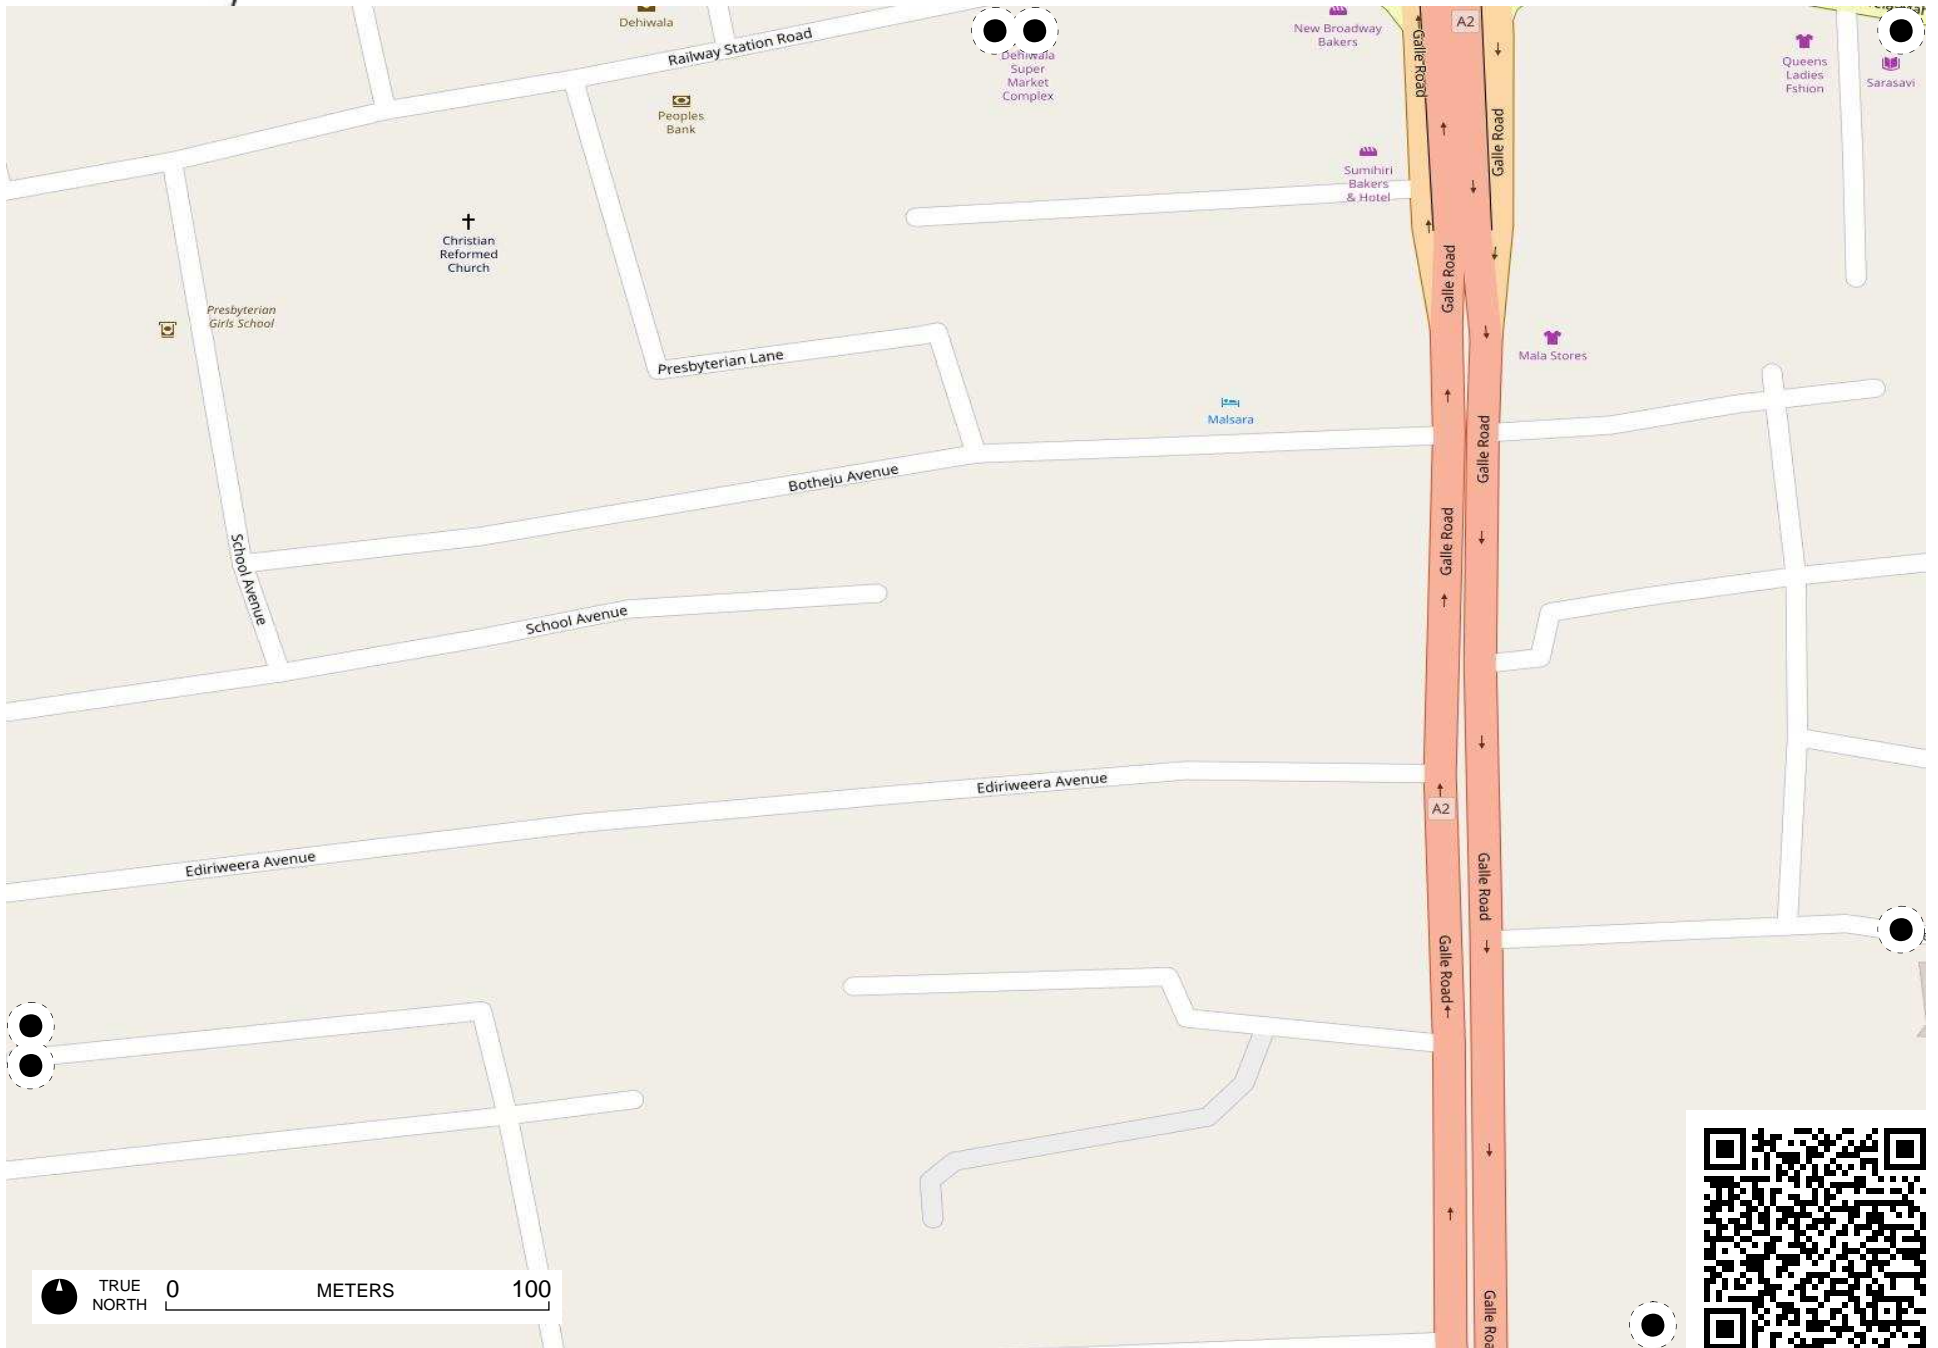 Dehiwala
Railway Station Road
Dehiwala
Super
Market
Complex
New Broadway
Bakers
Galle Road
A2
Galle Road
Queens
Ladies
Fshion
Sarasavi
Peoples
Bank
Sumihiri
Bakers
& Hotel
Christian
Reformed
Church
Presbyterian
Girls School
Galle Road
Presbyterian Lane
Mala Stores
Malsara
Botheju Avenue
Galle Road
Galle Road
School Avenue
School Avenue
Ediriweera Avenue
A2
Ediriweera Avenue
Galle Road
Galle Road
TRUE
NORTH
0
METERS
100
Galle Roa